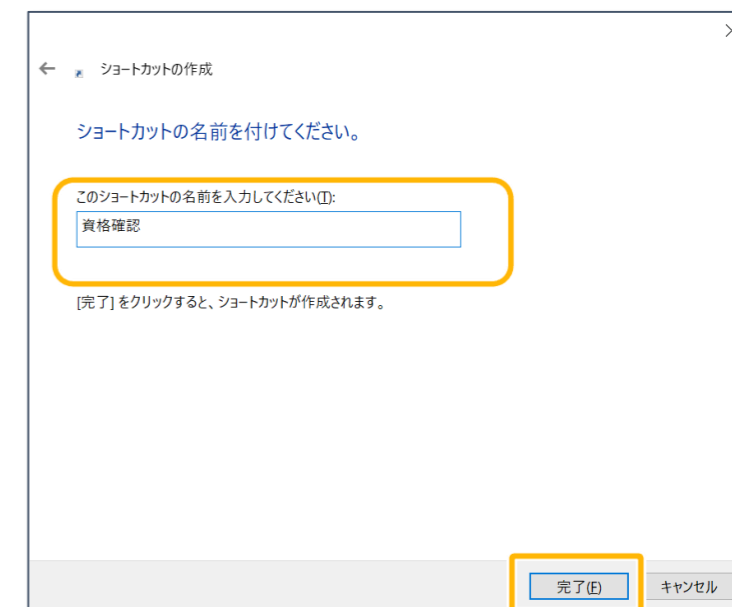 ショートカットの作成
ショートカットの名前を付けてください。
このショートカットの名前を入力してください(T):
資格確認
[完了] をクリックすると、ショートカットが作成されます。
完了(F) キャンセル